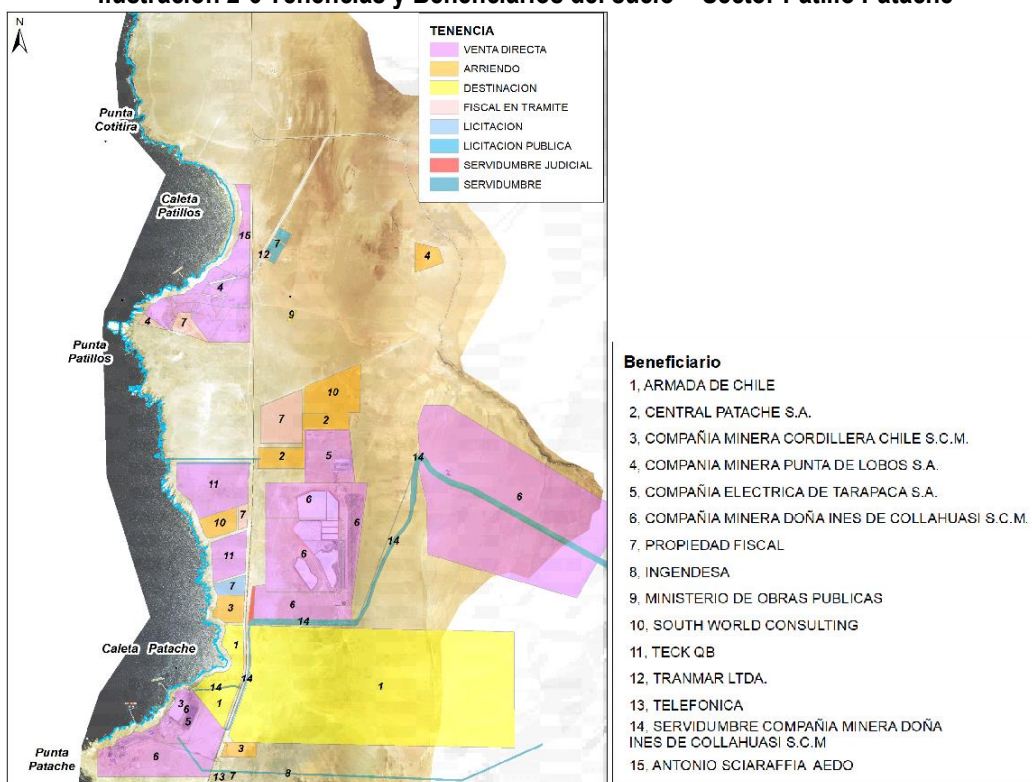 Ilustración 2-6 Tenencias y Beneficiarios del suelo – Sector Patillo Patache
N
TENENCIA
VENTA DIRECTA
ARRIENDO
DESTINACION
FISCAL EN TRAMITE
LICITACION
LICITACION PUBLICA
SERVIDUMBRE JUDICIAL
SERVIDUMBRE
Punta
Cotitira
Caleta
Patillos
15
7
12
4
4
9
4
7
Punta
Patillos
10
7
2
2
5
14
11
6
6
6
10
7
14
11
6
7
3
6
14
Caleta Patache
1
14
1
14
1
3
6
5
6
3
Punta
Patache
13
7
8
Beneficiario
1, ARMADA DE CHILE
2, CENTRAL PATACHE S.A.
3, COMPAÑIA MINERA CORDILLERA CHILE S.C.M.
4, COMPANIA MINERA PUNTA DE LOBOS S.A.
5, COMPAÑIA ELECTRICA DE TARAPACA S.A.
6, COMPAÑIA MINERA DOÑA INES DE COLLAHUASI S.C.M.
7, PROPIEDAD FISCAL
8, INGENDESA
9, MINISTERIO DE OBRAS PUBLICAS
10, SOUTH WORLD CONSULTING
11, TECK QB
12, TRANMAR LTDA.
13, TELEFONICA
14, SERVIDUMBRE COMPAÑIA MINERA DOÑA
INES DE COLLAHUASI S.C.M
15, ANTONIO SCIARAFFIA AEDO